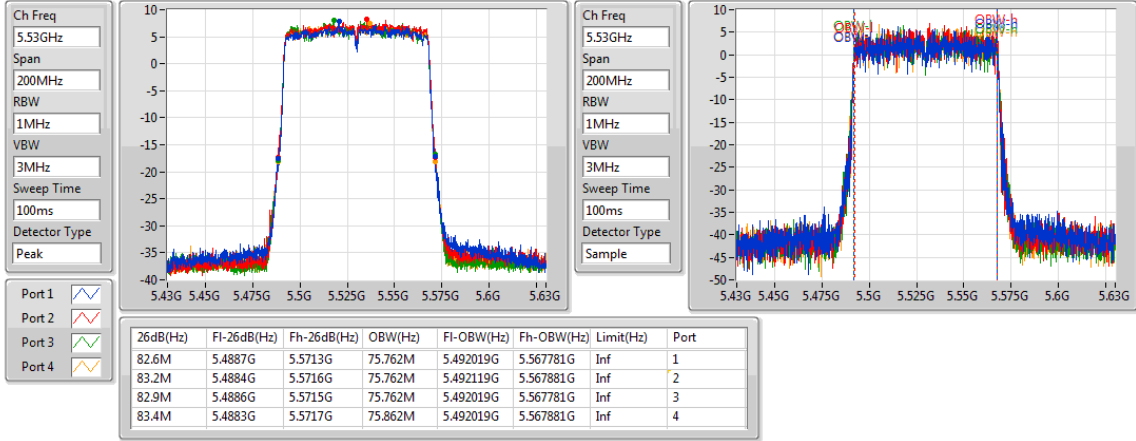 Ch Freq
5.53GHz
Span
200MHz
RBW
1MHz
VBW
3MHz
Sweep Time
100ms
Detector Type
Peak
10
5
0
-5
-10
-15
-20
-25
-30
-35
-40
5.43G 5.45G 5.475G 5.5G 5.525G 5.55G 5.575G 5.6G 5.63G
Ch Freq
5.53GHz
Span
200MHz
RBW
1MHz
VBW
3MHz
Sweep Time
100ms
Detector Type
Sample
10
5
0
-5
-10
-15
-20
-25
-30
-35
-40
-45
-50
OBW-l OBW-h
5.43G 5.45G 5.475G 5.5G 5.525G 5.55G 5.575G 5.6G 5.63G
Port 1
Port 2
Port 3
Port 4
26dB(Hz) Fl-26dB(Hz) Fh-26dB(Hz) OBW(Hz) Fl-OBW(Hz) Fh-OBW(Hz) Limit(Hz) Port
82.6M 5.4887G 5.5713G 75.762M 5.492019G 5.567781G Inf 1
83.2M 5.4884G 5.5716G 75.762M 5.492119G 5.567881G Inf 2
82.9M 5.4886G 5.5715G 75.762M 5.492019G 5.567781G Inf 3
83.4M 5.4883G 5.5717G 75.862M 5.492019G 5.567881G Inf 4